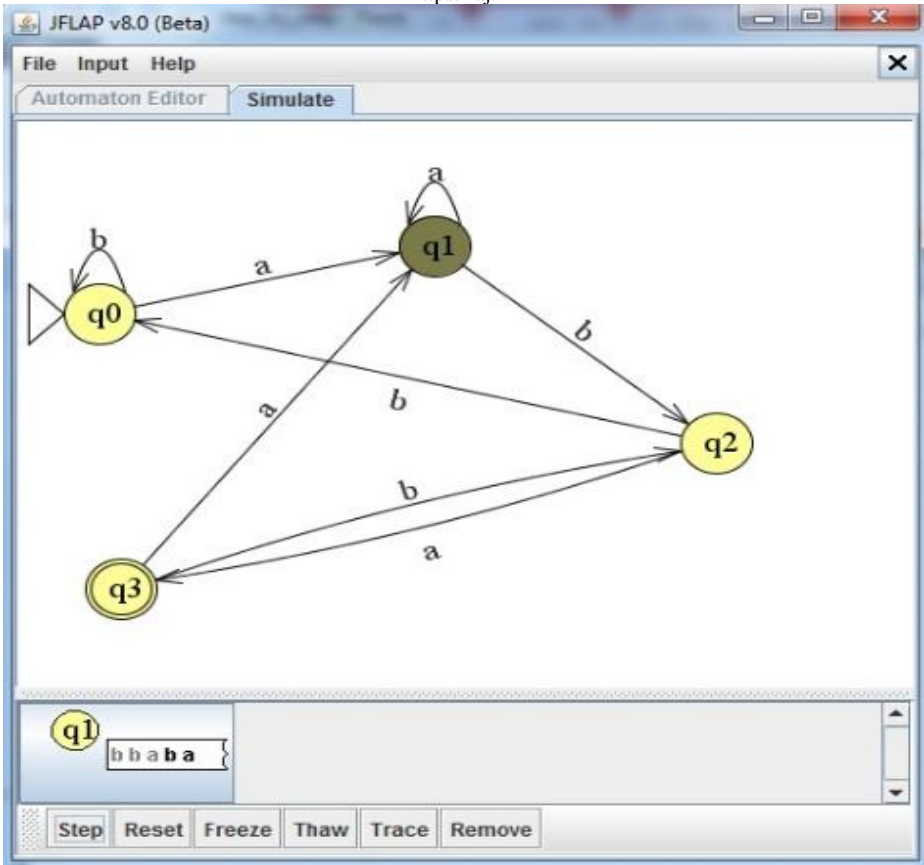 JFLAP v8.0 (Beta)
File Input Help
Automaton Editor Simulate
a
q1
b
a
q0
b
b
a
q2
b
a
q3
q1
b b a b a
Step Reset Freeze Thaw Trace Remove